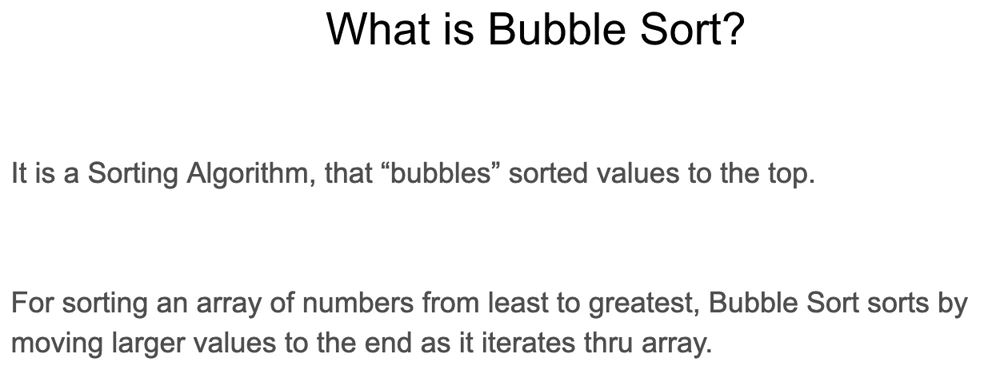 What is Bubble Sort?
It is a Sorting Algorithm, that “bubbles” sorted values to the top.
For sorting an array of numbers from least to greatest, Bubble Sort sorts by
moving larger values to the end as it iterates thru array.